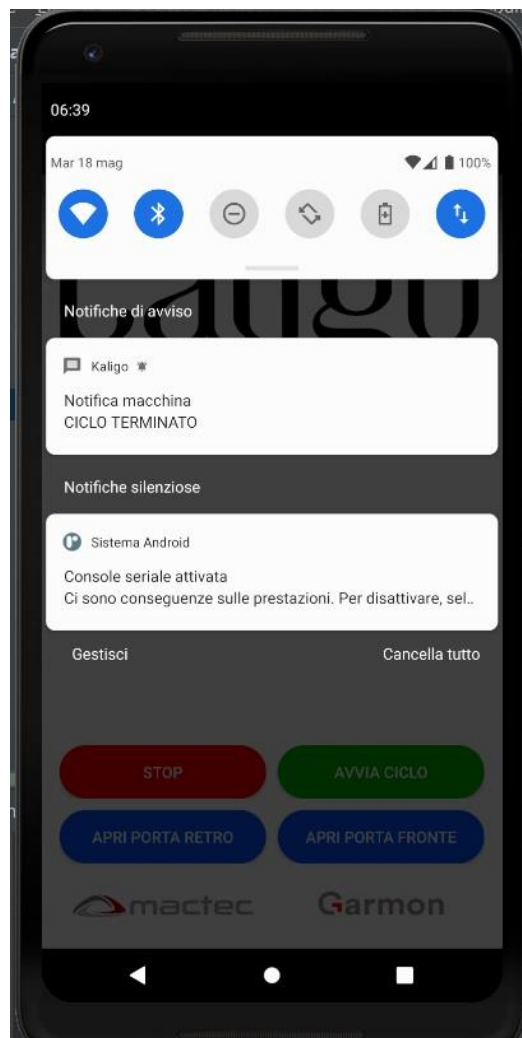 06:39
Mar 18 mag
100%
Kaligo
Notifiche di avviso
Kaligo
Notifica macchina
CICLO TERMINATO
Notifiche silenziose
Sistema Android
Console seriale attivata
Ci sono conseguenze sulle prestazioni. Per disattivare, sel..
Gestisci
Cancella tutto
STOP
AVVIA CICLO
APRI PORTA RETRO
APRI PORTA FRONTE
mactec
Garmon